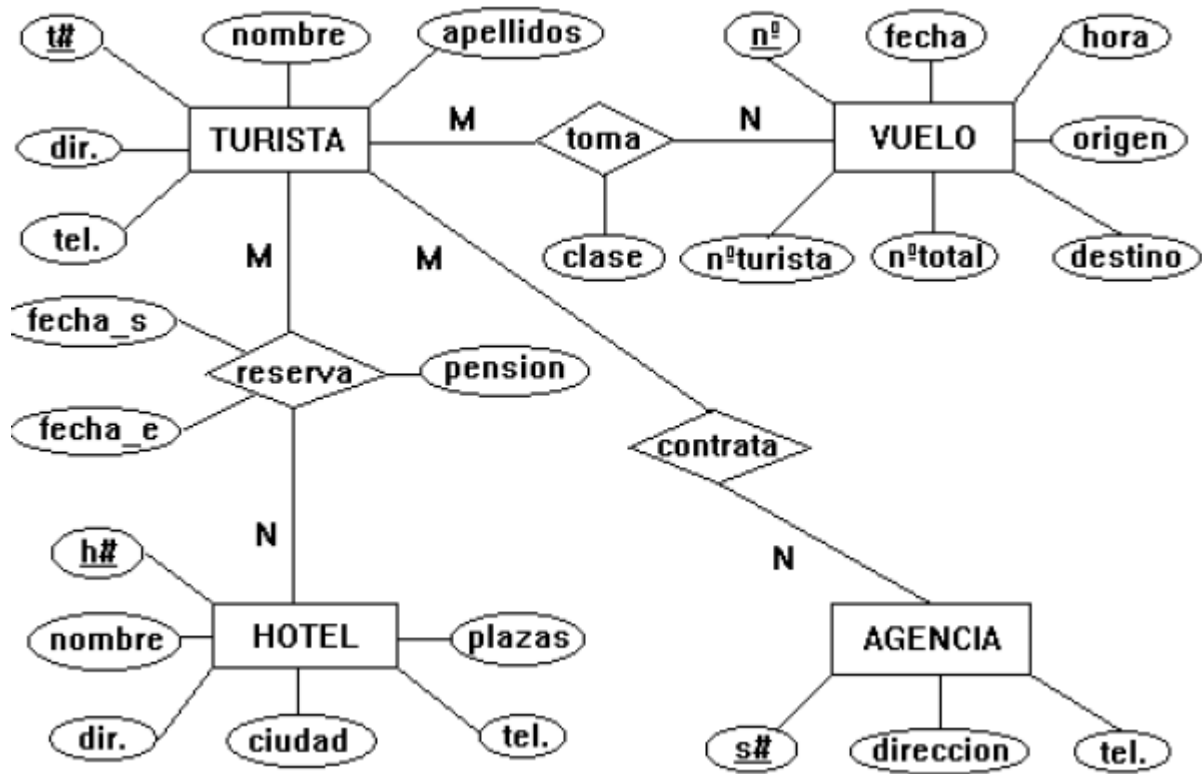 t#
nombre
apellidos
nº
fecha
hora
dir.
TURISTA
M
toma
N
VUELO
origen
tel.
M
M
clase
nºturista
nºtotal
destino
fecha_s
reserva
pension
fecha_e
contrata
N
N
h#
nombre
HOTEL
plazas
AGENCIA
dir.
ciudad
tel.
s#
direccion
tel.